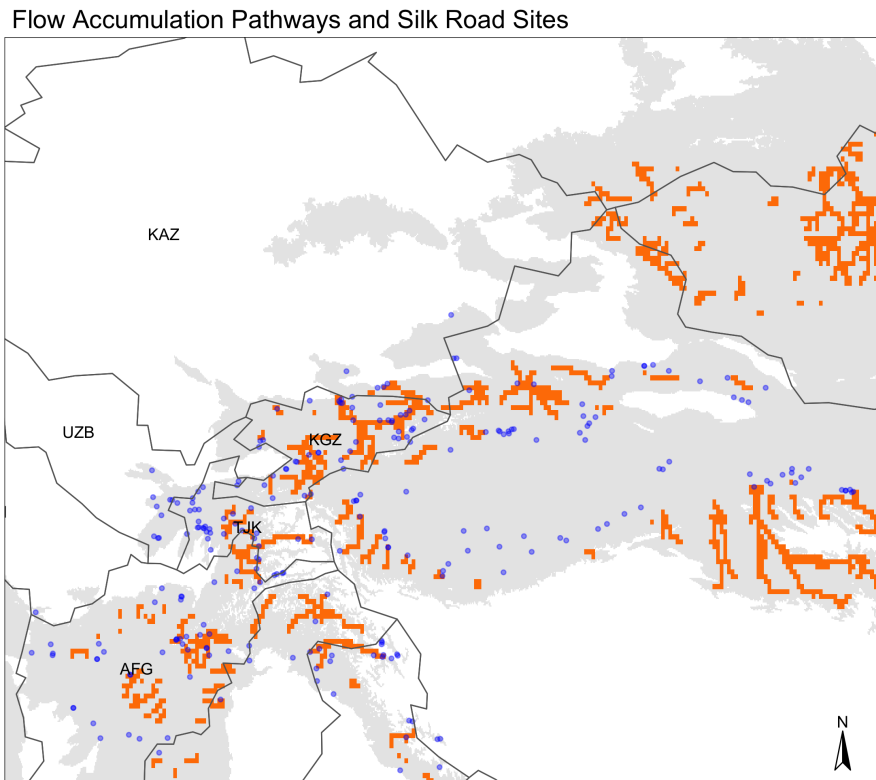 Flow Accumulation Pathways and Silk Road Sites
KAZ
UZB
KGZ
TJK
AFG
N